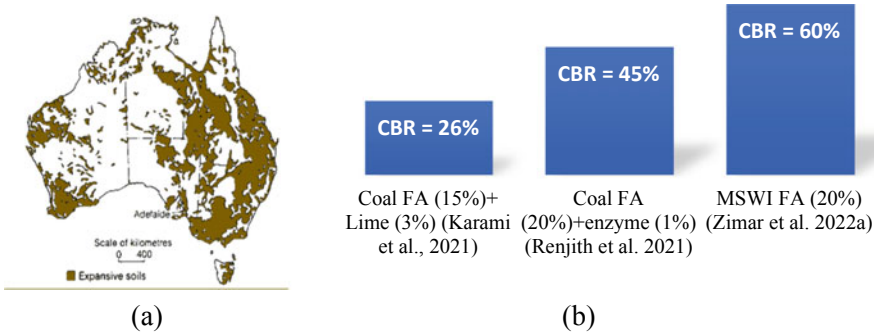 Adelaide
Scale of kilometres
0 400
Expansive soils
(a)
CBR = 26%
CBR = 45%
CBR = 60%
Coal FA (15%)+
Lime (3%) (Karami
et al., 2021)
Coal FA
(20%)+enzyme (1%)
(Renjith et al. 2021)
MSWI FA (20%)
(Zimar et al. 2022a)
(b)